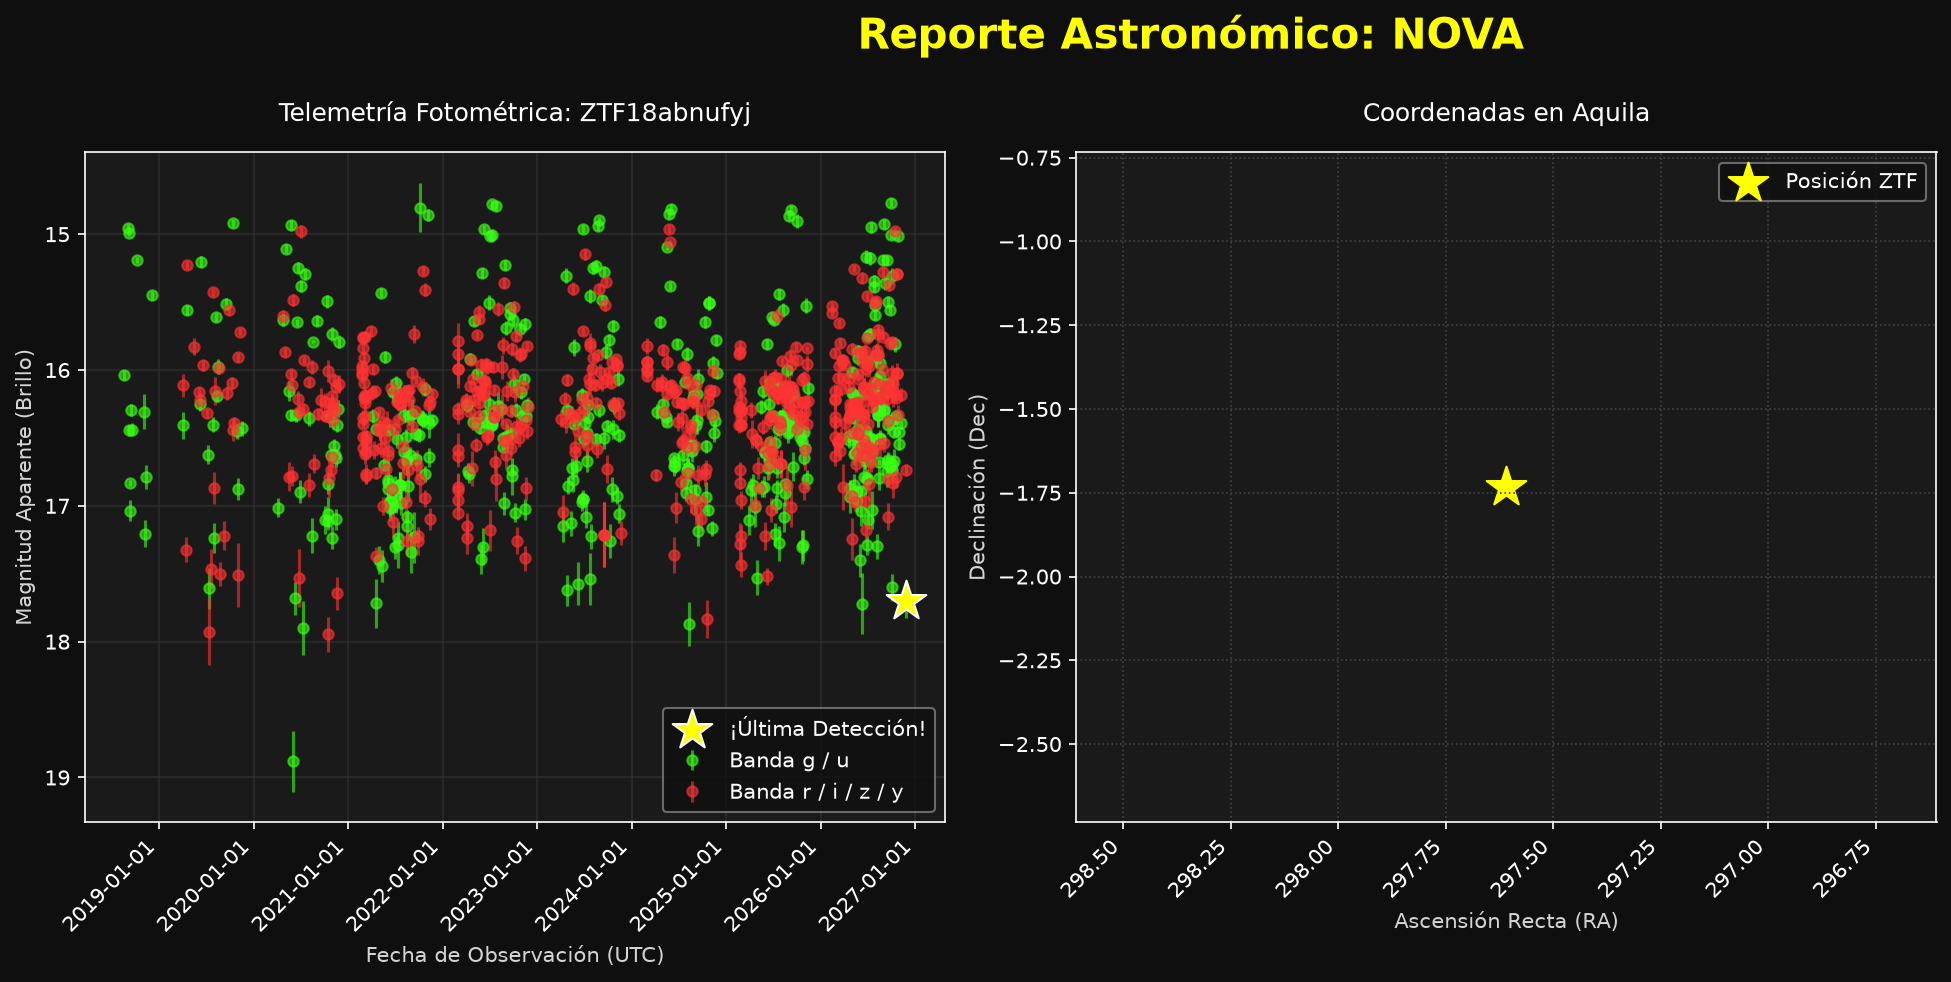 Reporte Astronómico: NOVA
Telemetría Fotométrica: ZTF18abnufyj
Magnitud Aparente (Brillo)
15
16
17
18
19
¡Última Detección!
Banda g / u
Banda r / i / z / y
2019-01-01
2020-01-01
2021-01-01
2022-01-01
2023-01-01
2024-01-01
2025-01-01
2026-01-01
2027-01-01
Fecha de Observación (UTC)
Coordenadas en Aquila
Posición ZTF
Declinación (Dec)
−0.75
−1.00
−1.25
−1.50
−1.75
−2.00
−2.25
−2.50
298.50
298.25
298.00
297.75
297.50
297.25
297.00
296.75
Ascensión Recta (RA)